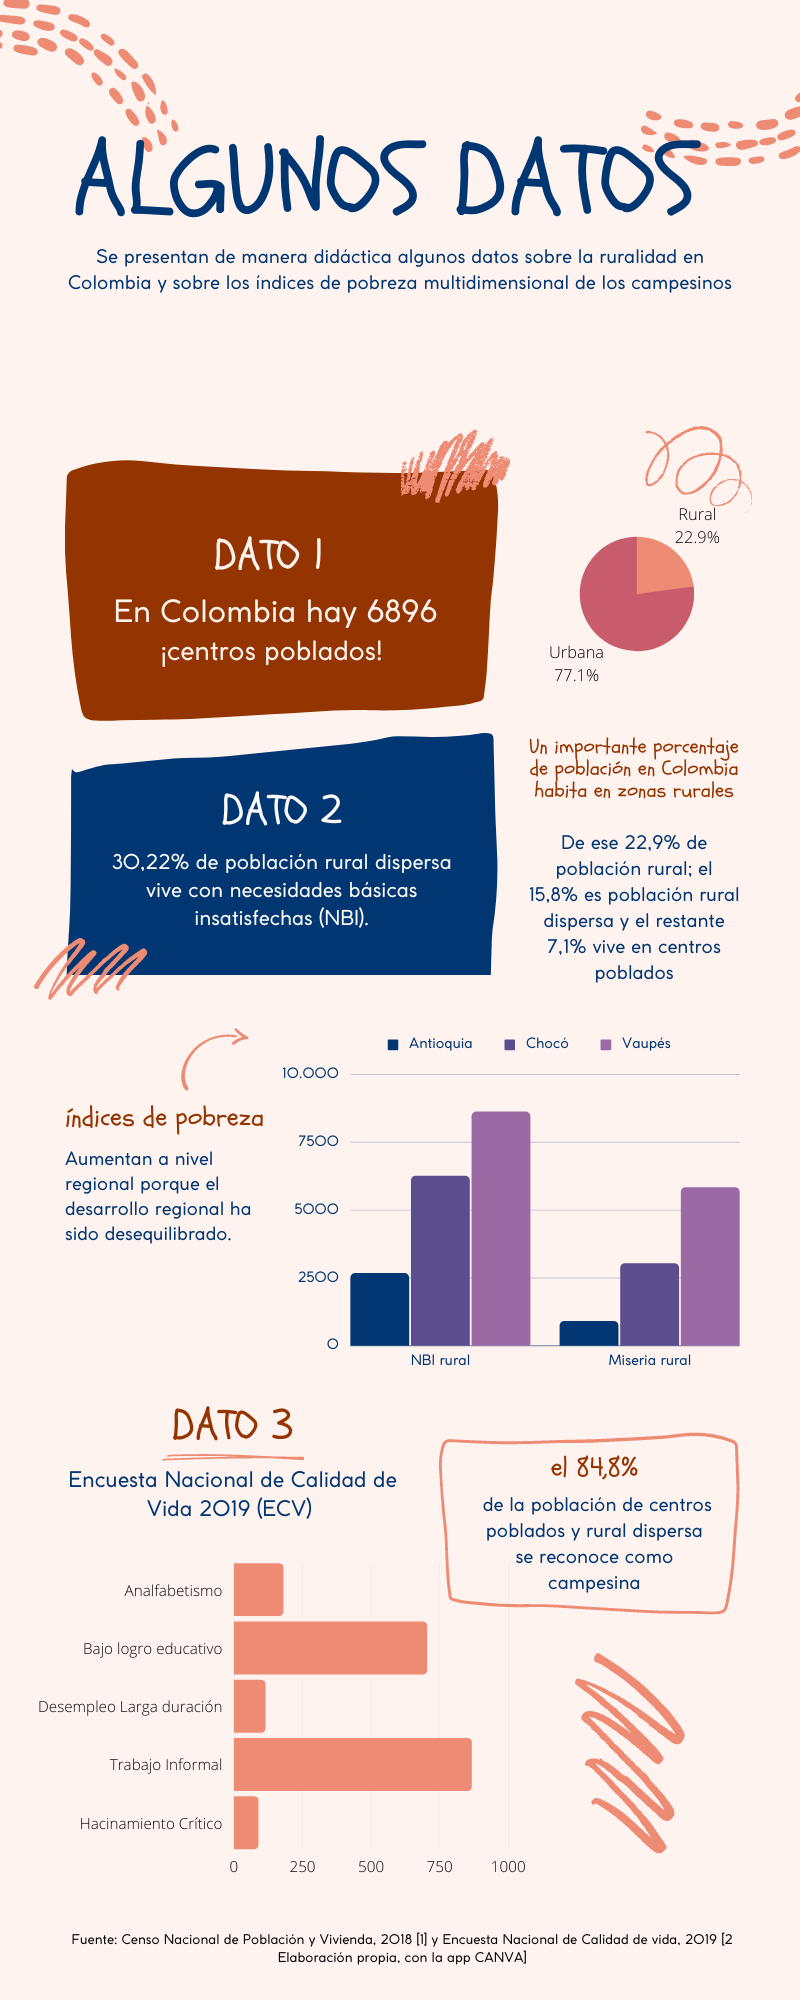 ALGUNOS DATOS
Se presentan de manera didáctica algunos datos sobre la ruralidad en
Colombia y sobre los índices de pobreza multidimensional de los campesinos
DATO 1
En Colombia hay 6896
¡centros poblados!
Rural
22.9%
Urbana
77.1%
DATO 2
30,22% de población rural dispersa
vive con necesidades básicas
insatisfechas (NBI).
Un importante porcentaje
de población en Colombia
habita en zonas rurales
De ese 22,9% de
población rural; el
15,8% es población rural
dispersa y el restante
7,1% vive en centros
poblados
índices de pobreza
Aumentan a nivel
regional porque el
desarrollo regional ha
sido desequilibrado.
Antioquia Chocó Vaupés
10.000
7500
5000
2500
0
NBI rural Miseria rural
DATO 3
Encuesta Nacional de Calidad de
Vida 2019 (ECV)
el 84,8%
de la población de centros
poblados y rural dispersa
se reconoce como
campesina
Analfabetismo
Bajo logro educativo
Desempleo Larga duración
Trabajo Informal
Hacinamiento Crítico
0 250 500 750 1000
Fuente: Censo Nacional de Población y Vivienda, 2018 [1] y Encuesta Nacional de Calidad de vida, 2019 [2
Elaboración propia, con la app CANVA]